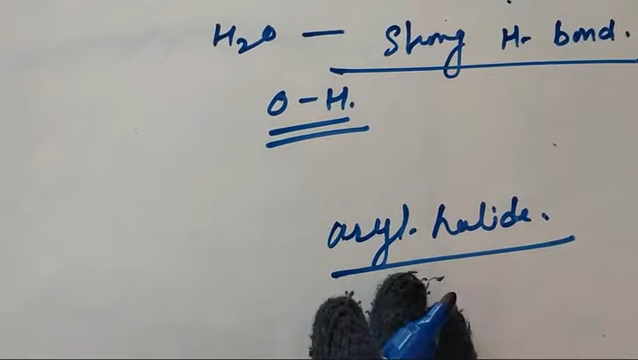 H2O — Strong H- bond.
O-H.
aryl. halide.